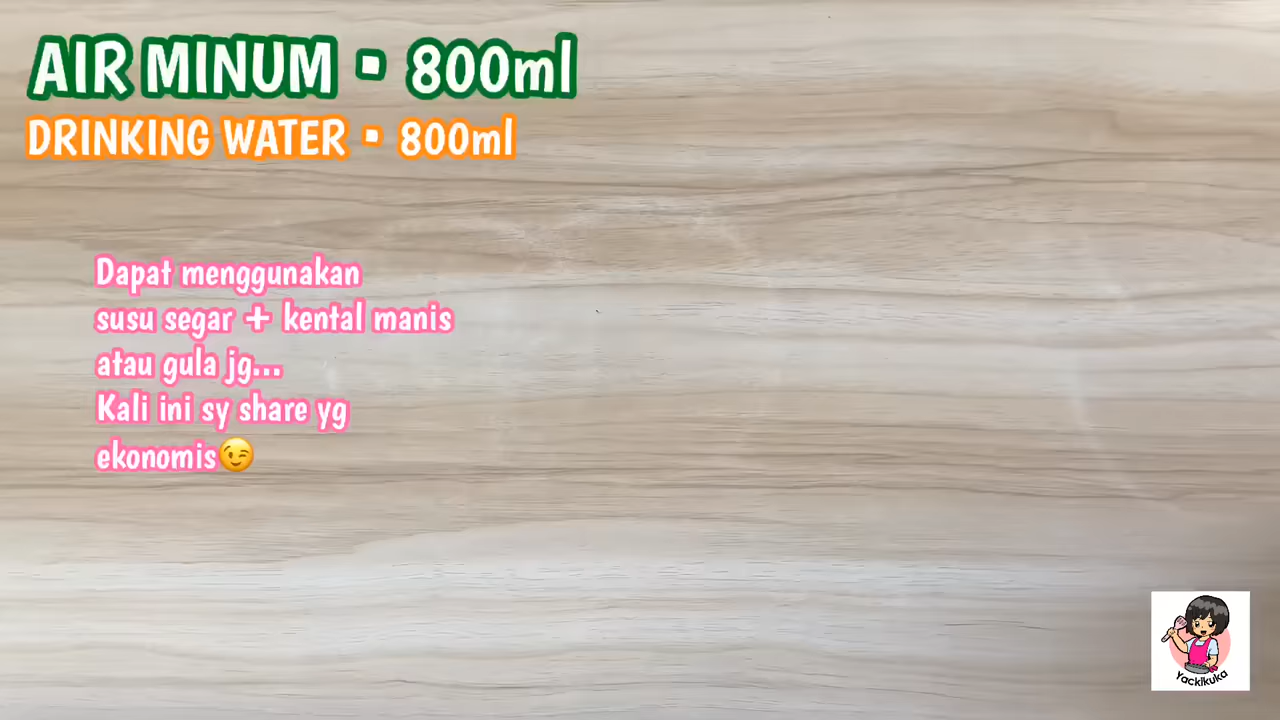 AIR MINUM ▪ 800ml
DRINKING WATER ▪ 800ml
Dapat menggunakan
susu segar + kental manis
atau gula jg...
Kali ini sy share yg
ekonomis😉
Yackikuka